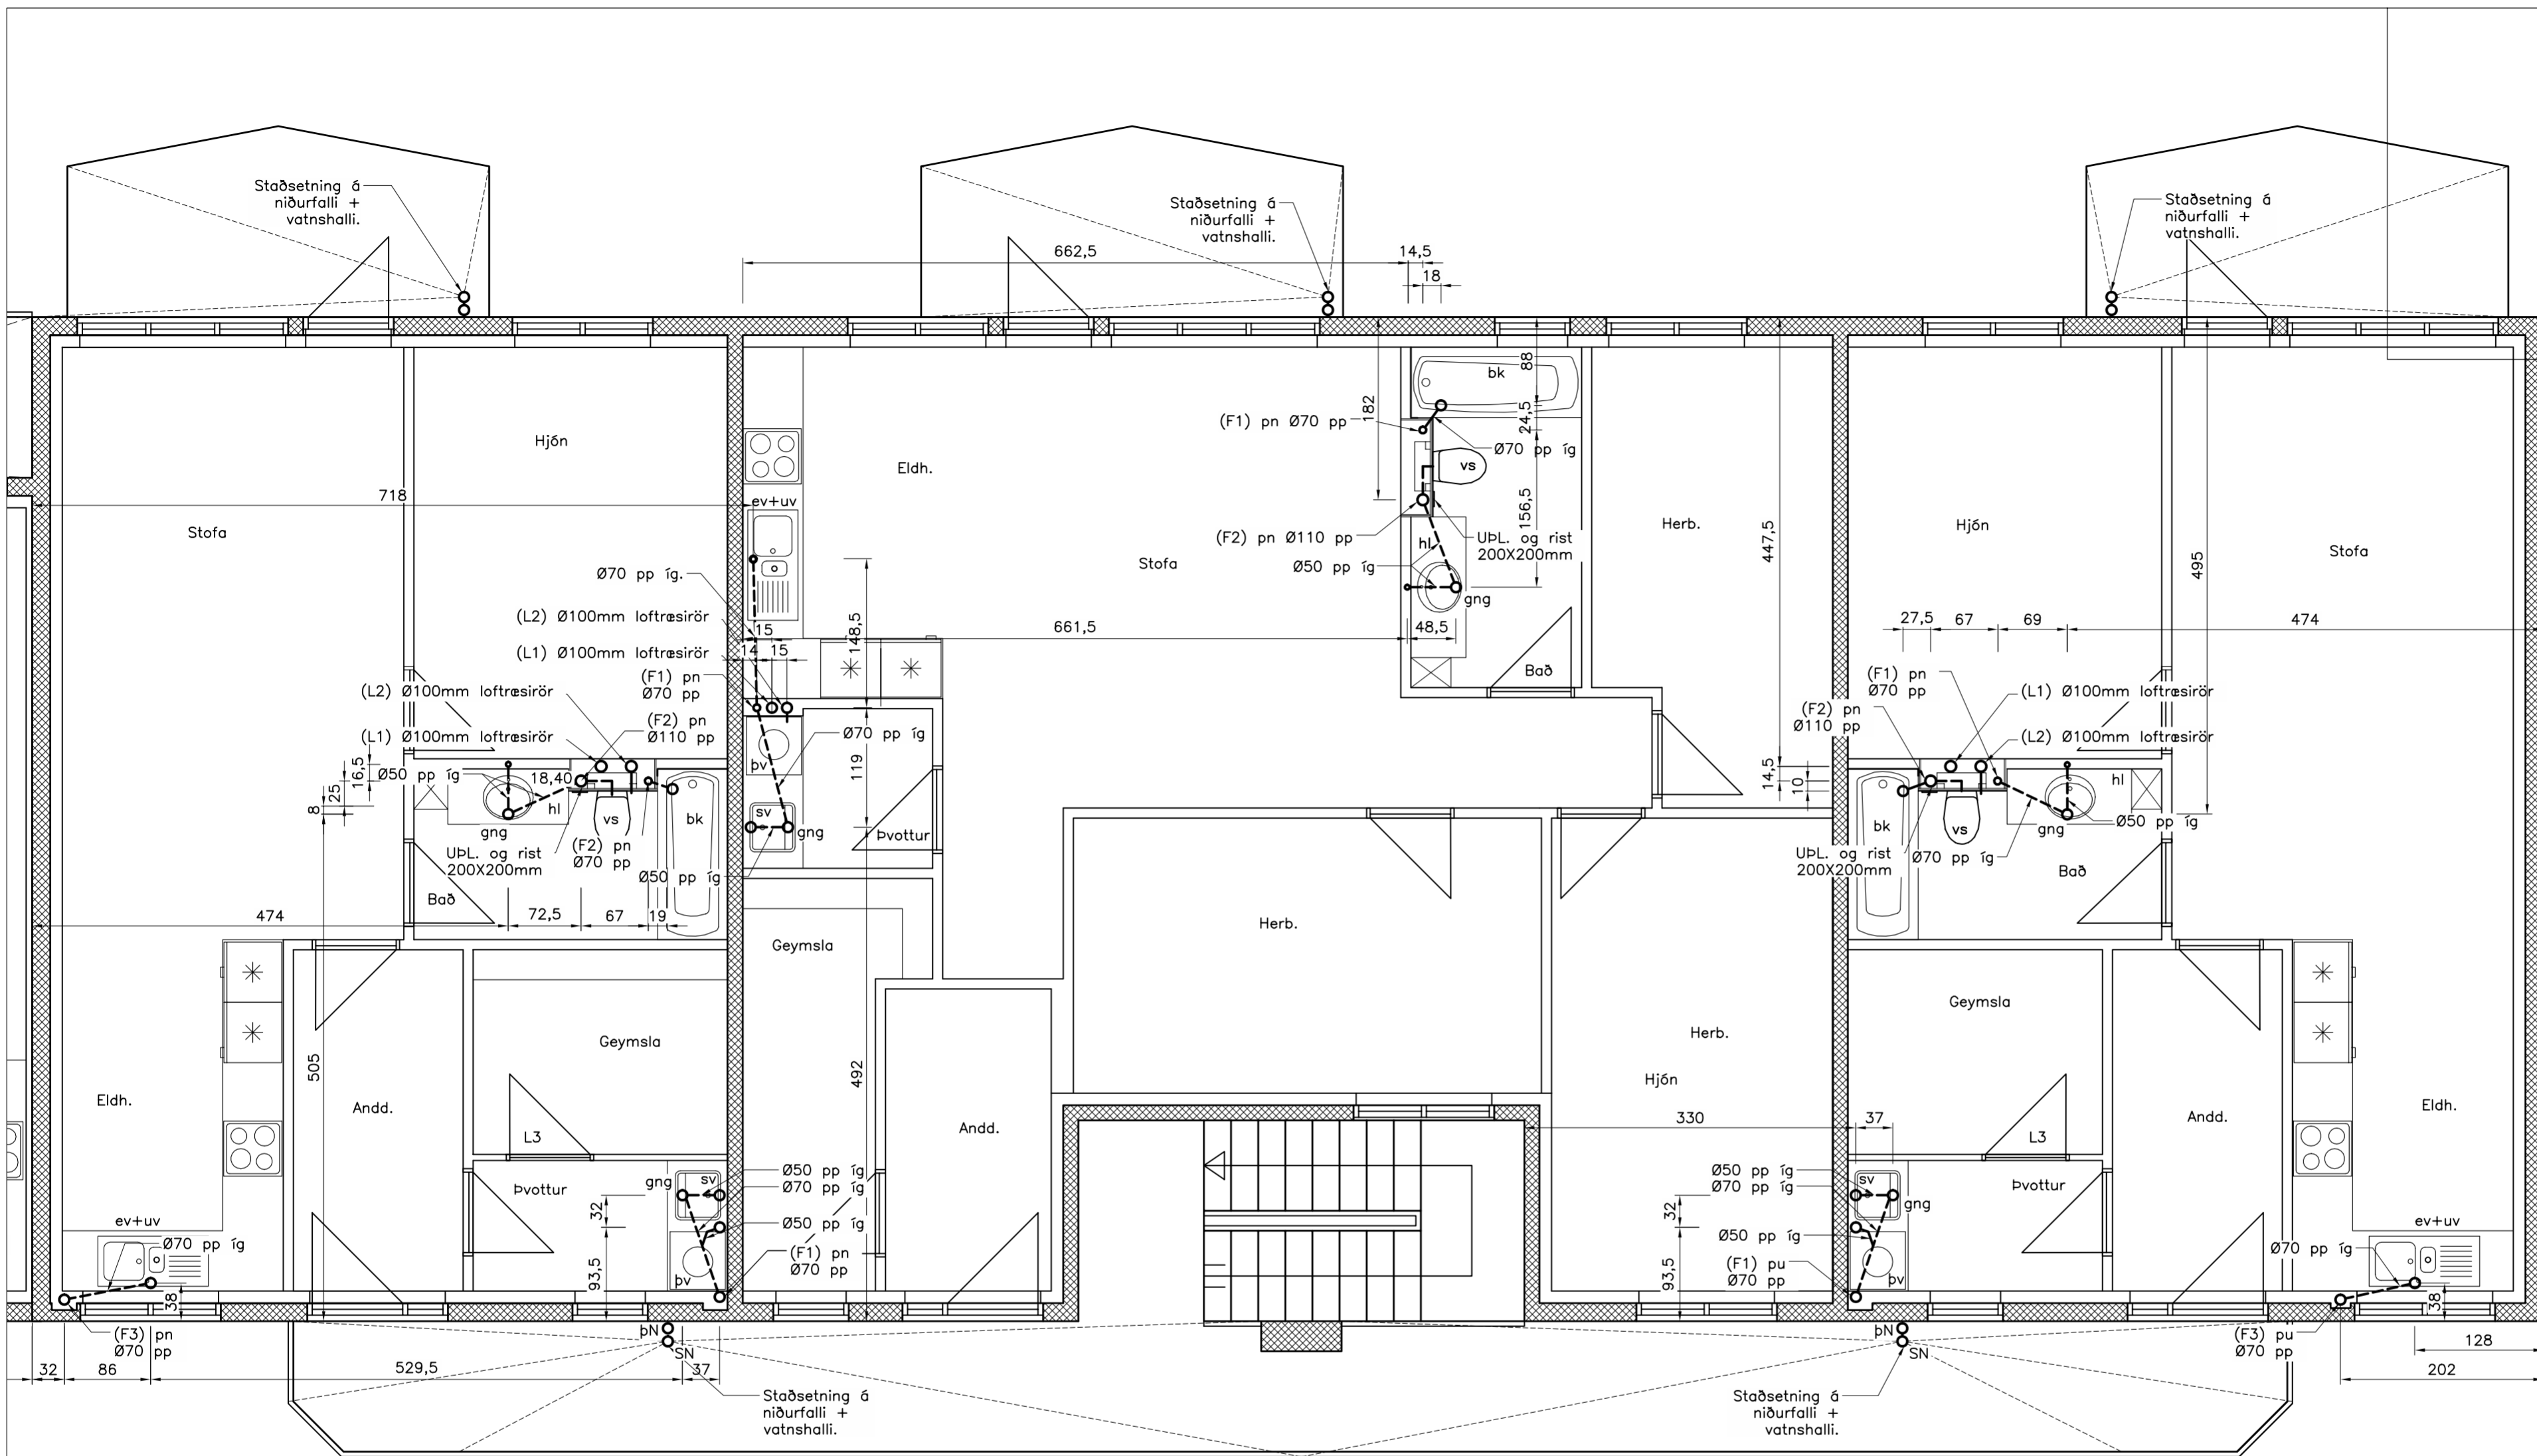 Staðsetning á
niðurfalli +
vatnshalli.
Staðsetning á
niðurfalli +
vatnshalli.
Staðsetning á
niðurfalli +
vatnshalli.
662,5
14,5
18
Hjón
718
Stofa
Ø70 pp íg.
(L2) Ø100mm loftræsirör
(L1) Ø100mm loftræsirör
(F1) pn
Ø70 pp
(L2) Ø100mm loftræsirör
(F2) pn
Ø110 pp
(L1) Ø100mm loftræsirör
16,5
25
8
Ø50 pp íg
18,40
hl
gng
vs
bk
UÞL. og rist
200X200mm
(F2) pn
Ø70 pp
Ø50 pp íg
Bað
474
72,5
67
19
505
Geymsla
Eldh.
Andd.
L3
Þvottur
gng
sv
32
93,5
þv
ev+uv
Ø70 pp íg
38
(F3) pn
Ø70 pp
32
86
529,5
37
þN
SN
Staðsetning á
niðurfalli +
vatnshalli.
Eldh.
ev+uv
Stofa
148,5
15
14
15
661,5
Ø70 pp íg
119
þv
sv
gng
Þvottur
Geymsla
492
Andd.
Ø50 pp íg
Ø70 pp íg
Ø50 pp íg
(F1) pn
Ø70 pp
bk
88
24,5
182
(F1) pn Ø70 pp
Ø70 pp íg
vs
156,5
(F2) pn Ø110 pp
UÞL. og rist
200X200mm
hl
Ø50 pp íg
gng
48,5
Bað
Herb.
447,5
14,5
10
Herb.
Herb.
Hjón
330
37
Ø50 pp íg
Ø70 pp íg
Ø50 pp íg
(F1) pu
Ø70 pp
32
93,5
Hjón
Stofa
495
27,5
67
69
474
(F1) pn
Ø70 pp
(L1) Ø100mm loftræsirör
(F2) pn
Ø110 pp
(L2) Ø100mm loftræsirör
hl
bk
vs
gng
Ø50 pp íg
UÞL. og rist
200X200mm
Ø70 pp íg
Bað
Geymsla
L3
Andd.
Eldh.
sv
gng
Þvottur
þv
ev+uv
Ø70 pp íg
38
(F3) pu
Ø70 pp
128
202
þN
SN
Staðsetning á
niðurfalli +
vatnshalli.